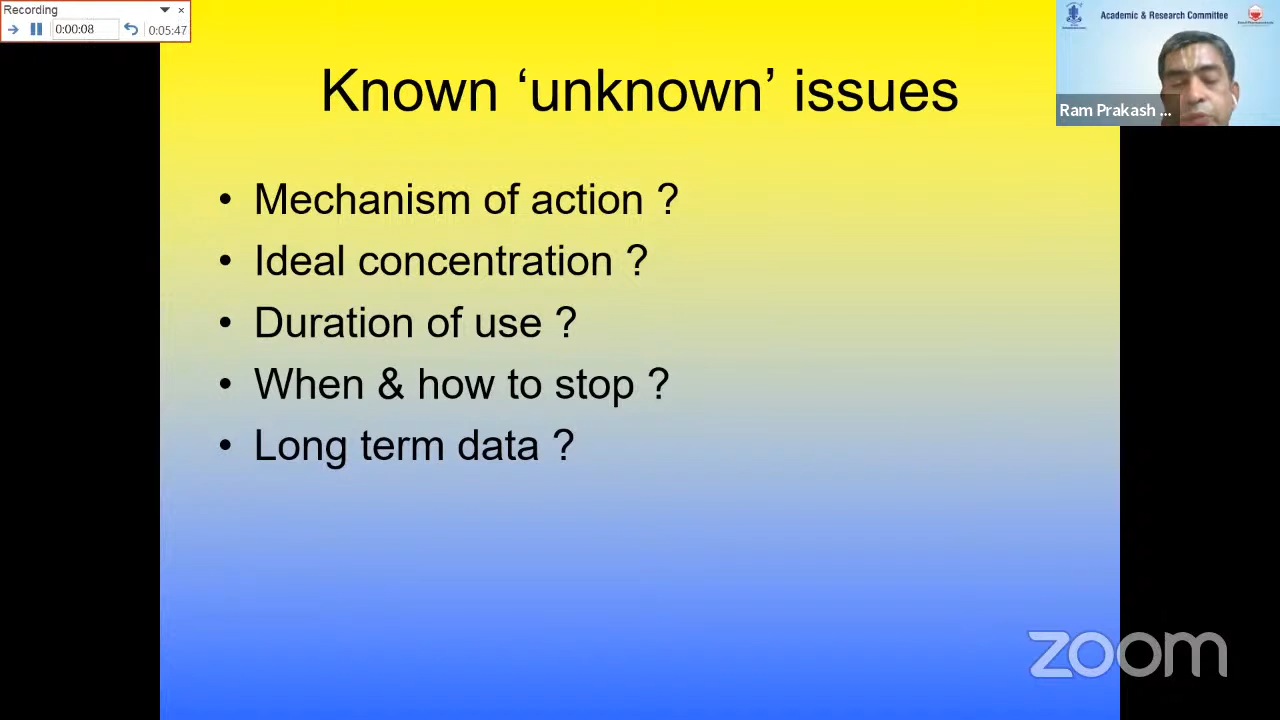 Recording
0:00:08
0:05:47
Academic & Research Committee
Ram Prakash ...
Known ‘unknown’ issues
• Mechanism of action ?
• Ideal concentration ?
• Duration of use ?
• When & how to stop ?
• Long term data ?
zoom